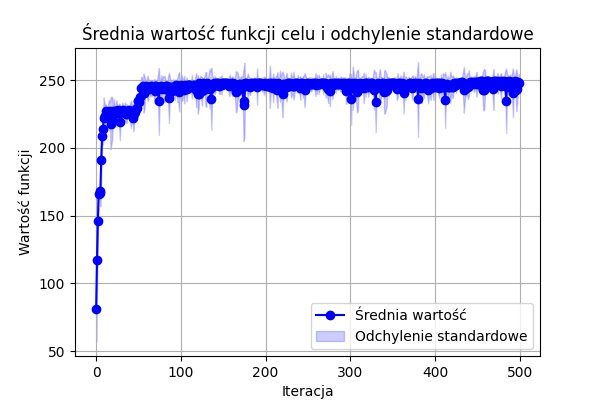 Średnia wartość funkcji celu i odchylenie standardowe
250
200
150
100
50
Wartość funkcji
0 100 200 300 400 500
Iteracja
Średnia wartość
Odchylenie standardowe